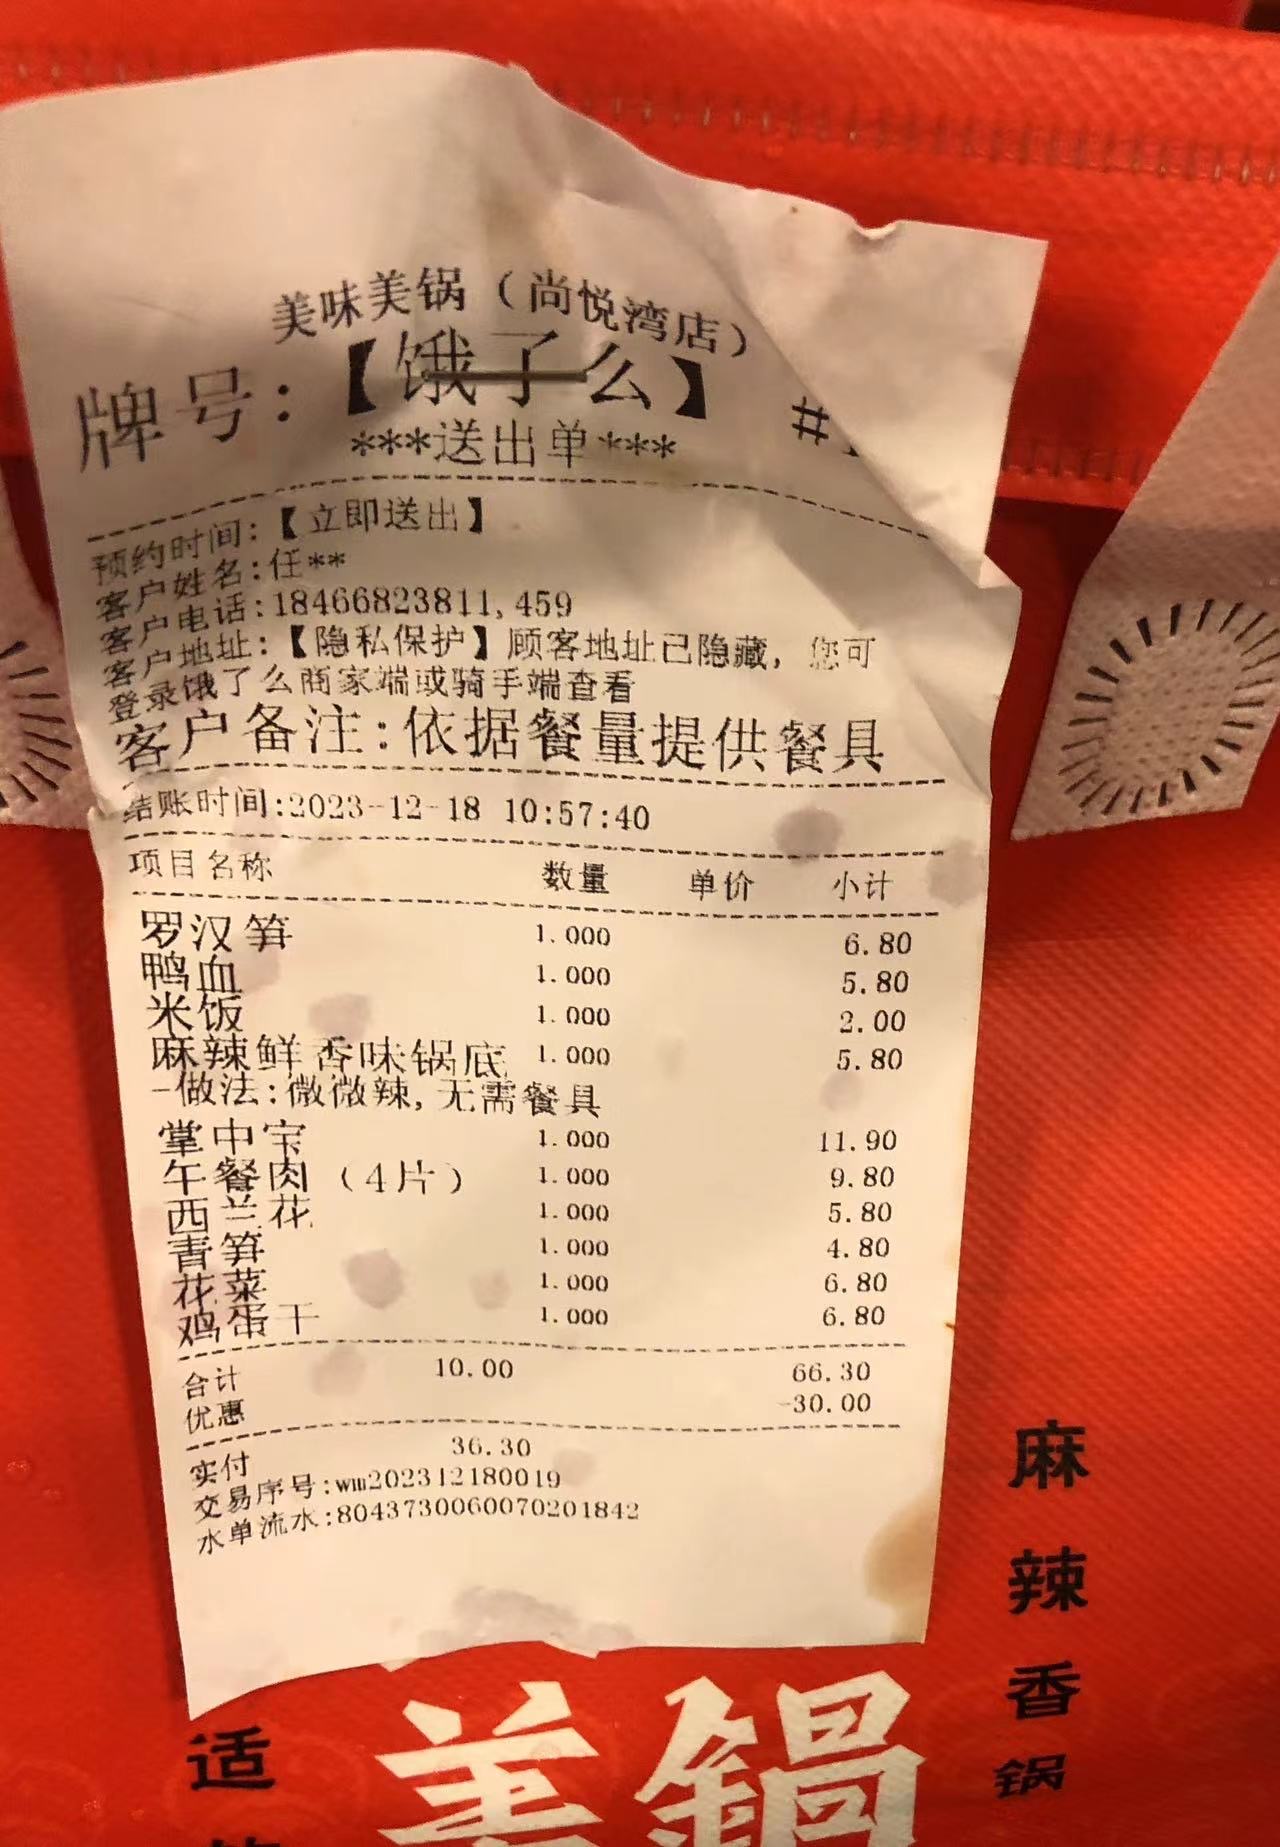 美味美锅（尚悦湾店）
牌号：【饿了么】 #
***送出单***
预约时间:【立即送出】
客户姓名:任**
客户电话:18466823811,459
客户地址:【隐私保护】顾客地址已隐藏, 您可
登录饿了么商家端或骑手端查看
客户备注:依据餐量提供餐具
结账时间:2023-12-18 10:57:40
项目名称 数量 单价 小计
罗汉笋 1.000 6.80
鸭血 1.000 5.80
米饭 1.000 2.00
麻辣鲜香味锅底 1.000 5.80
-做法:微微辣,无需餐具
掌中宝 1.000 11.90
午餐肉（4片） 1.000 9.80
西兰花 1.000 5.80
青笋 1.000 4.80
花菜 1.000 6.80
鸡蛋干 1.000 6.80
合计 10.00 66.30
优惠 -30.00
实付 36.30
交易序号:wm202312180019
水单流水:8043730060070201842
麻辣香锅
美鍋
适